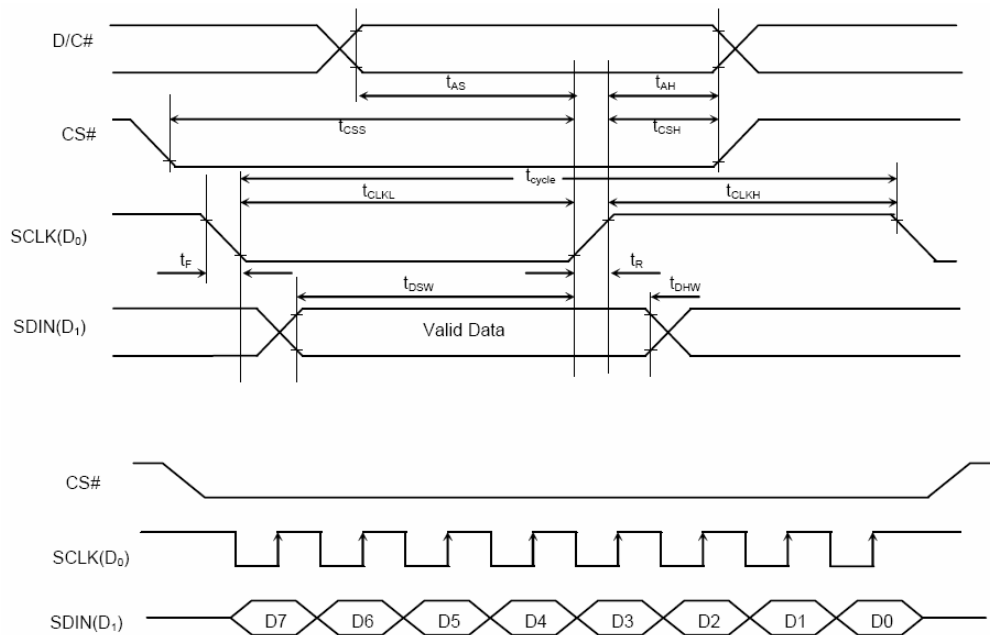 D/C#
tAS
tAH
CS#
tCSS
tCSH
tcycle
tCLKL
tCLKH
SCLK(D0)
tF
tR
tDSW
tDHW
SDIN(D1)
Valid Data
CS#
SCLK(D0)
SDIN(D1)
D7 D6 D5 D4 D3 D2 D1 D0